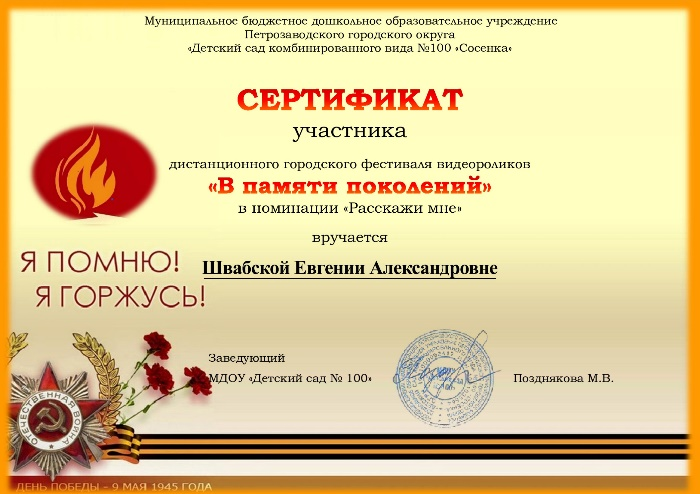 Муниципальное бюджетное дошкольное образовательное учреждение
Петрозаводского городского округа
«Детский сад комбинированного вида №100 «Сосенка»
СЕРТИФИКАТ
участника
дистанционного городского фестиваля видеороликов
«В памяти поколений»
в номинации «Расскажи мне»
вручается
Швабской Евгении Александровне
Я ПОМНЮ!
Я ГОРЖУСЬ!
Заведующий
МДОУ «Детский сад № 100»
Позднякова М.В.
ОТЕЧЕСТВЕННАЯ ВОЙНА
ДЕНЬ ПОБЕДЫ - 9 МАЯ 1945 ГОДА